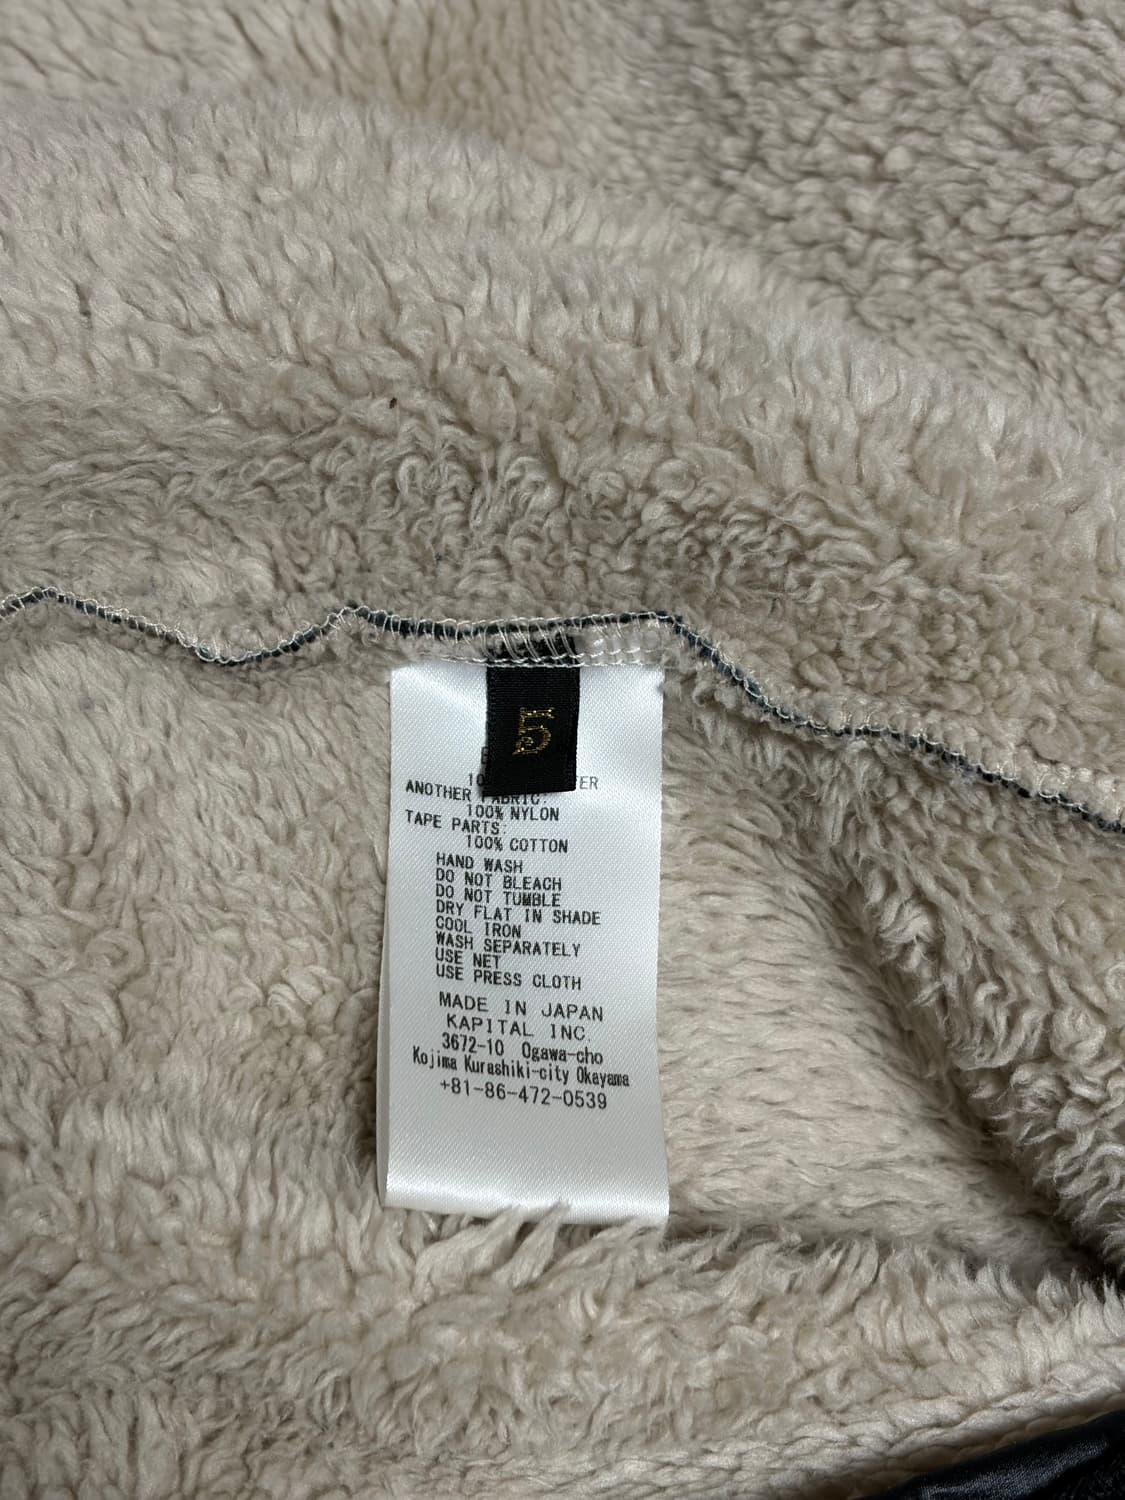 5
ANOTHER FABRIC:
100% NYLON
TAPE PARTS:
100% COTTON
HAND WASH
DO NOT BLEACH
DO NOT TUMBLE
DRY FLAT IN SHADE
COOL IRON
WASH SEPARATELY
USE NET
USE PRESS CLOTH
MADE IN JAPAN
KAPITAL INC.
3672-10 Ogawa-cho
Kojima Kurashiki-city Okayama
+81-86-472-0539